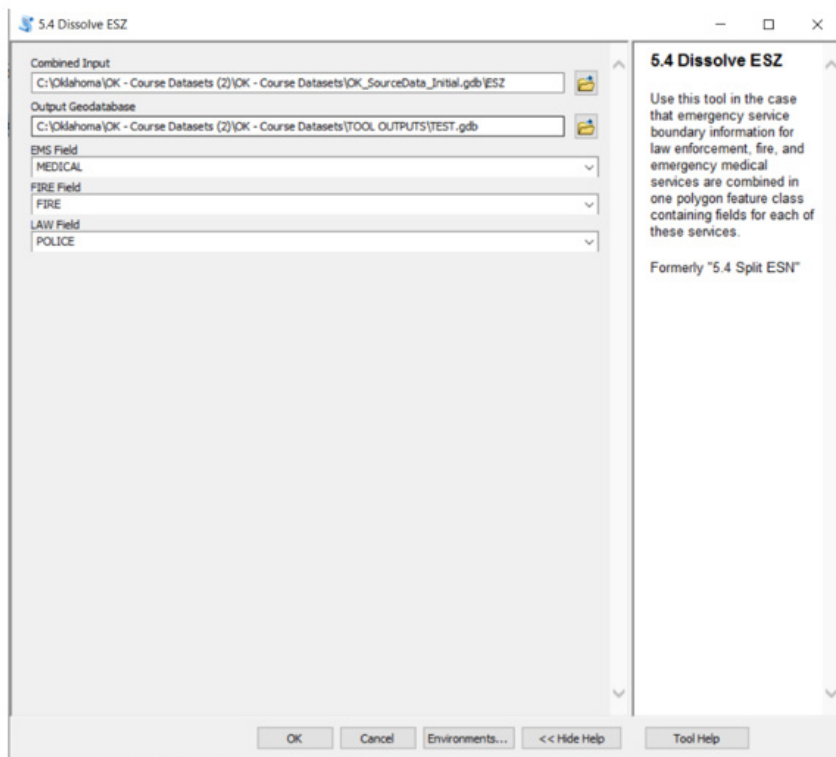 5.4 Dissolve ESZ
Combined Input
C:\Oklahoma\OK - Course Datasets (2)\OK - Course Datasets\OK_SourceData_Initial.gdb\ESZ
Output Geodatabase
C:\Oklahoma\OK - Course Datasets (2)\OK - Course Datasets\TOOL OUTPUTS\TEST.gdb
EMS Field
MEDICAL
FIRE Field
FIRE
LAW Field
POLICE
5.4 Dissolve ESZ
Use this tool in the case
that emergency service
boundary information for
law enforcement, fire, and
emergency medical
services are combined in
one polygon feature class
containing fields for each of
these services.
Formerly "5.4 Split ESN"
OK
Cancel
Environments...
<< Hide Help
Tool Help